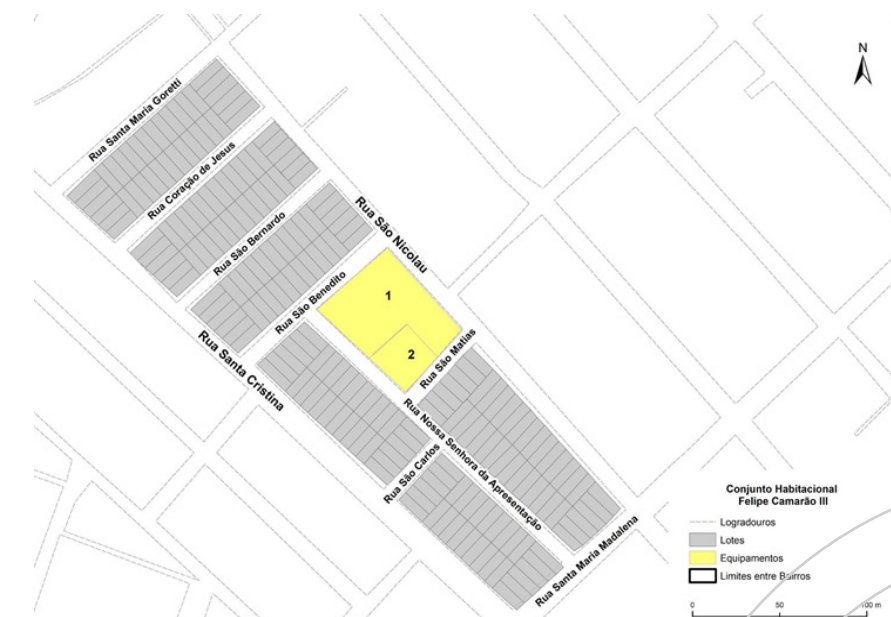 N
Rua Santa Maria Goretti
Rua Coração de Jesus
Rua São Bernardo
Rua São Nicolau
Rua São Benedito
1
2
Rua São Matias
Rua Santa Cristina
Rua Nossa Senhora da Apresentação
Rua São Carlos
Rua Santa Maria Madalena
Conjunto Habitacional
Felipe Camarão III
Logradouros
Lotes
Equipamentos
Limites entre Bairros
0 50 100 m